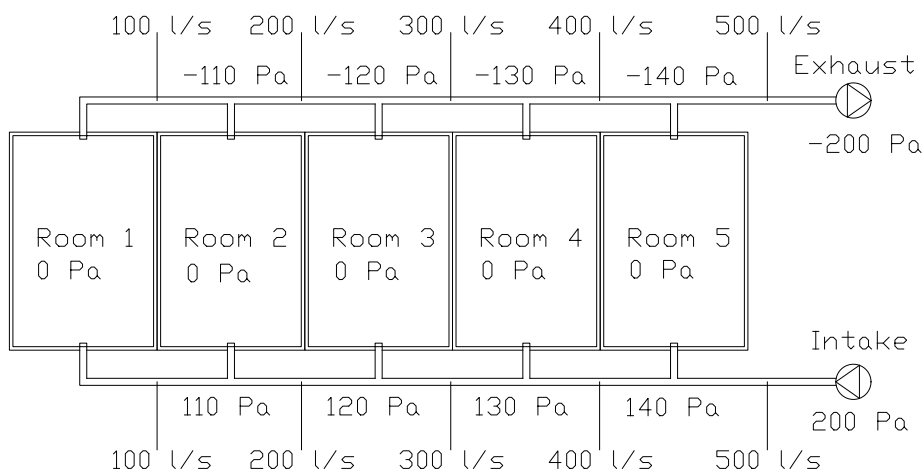 100 l/s 200 l/s 300 l/s 400 l/s 500 l/s
-110 Pa -120 Pa -130 Pa -140 Pa
Exhaust
-200 Pa
Room 1 Room 2 Room 3 Room 4 Room 5
0 Pa 0 Pa 0 Pa 0 Pa 0 Pa
Intake
110 Pa 120 Pa 130 Pa 140 Pa
200 Pa
100 l/s 200 l/s 300 l/s 400 l/s 500 l/s